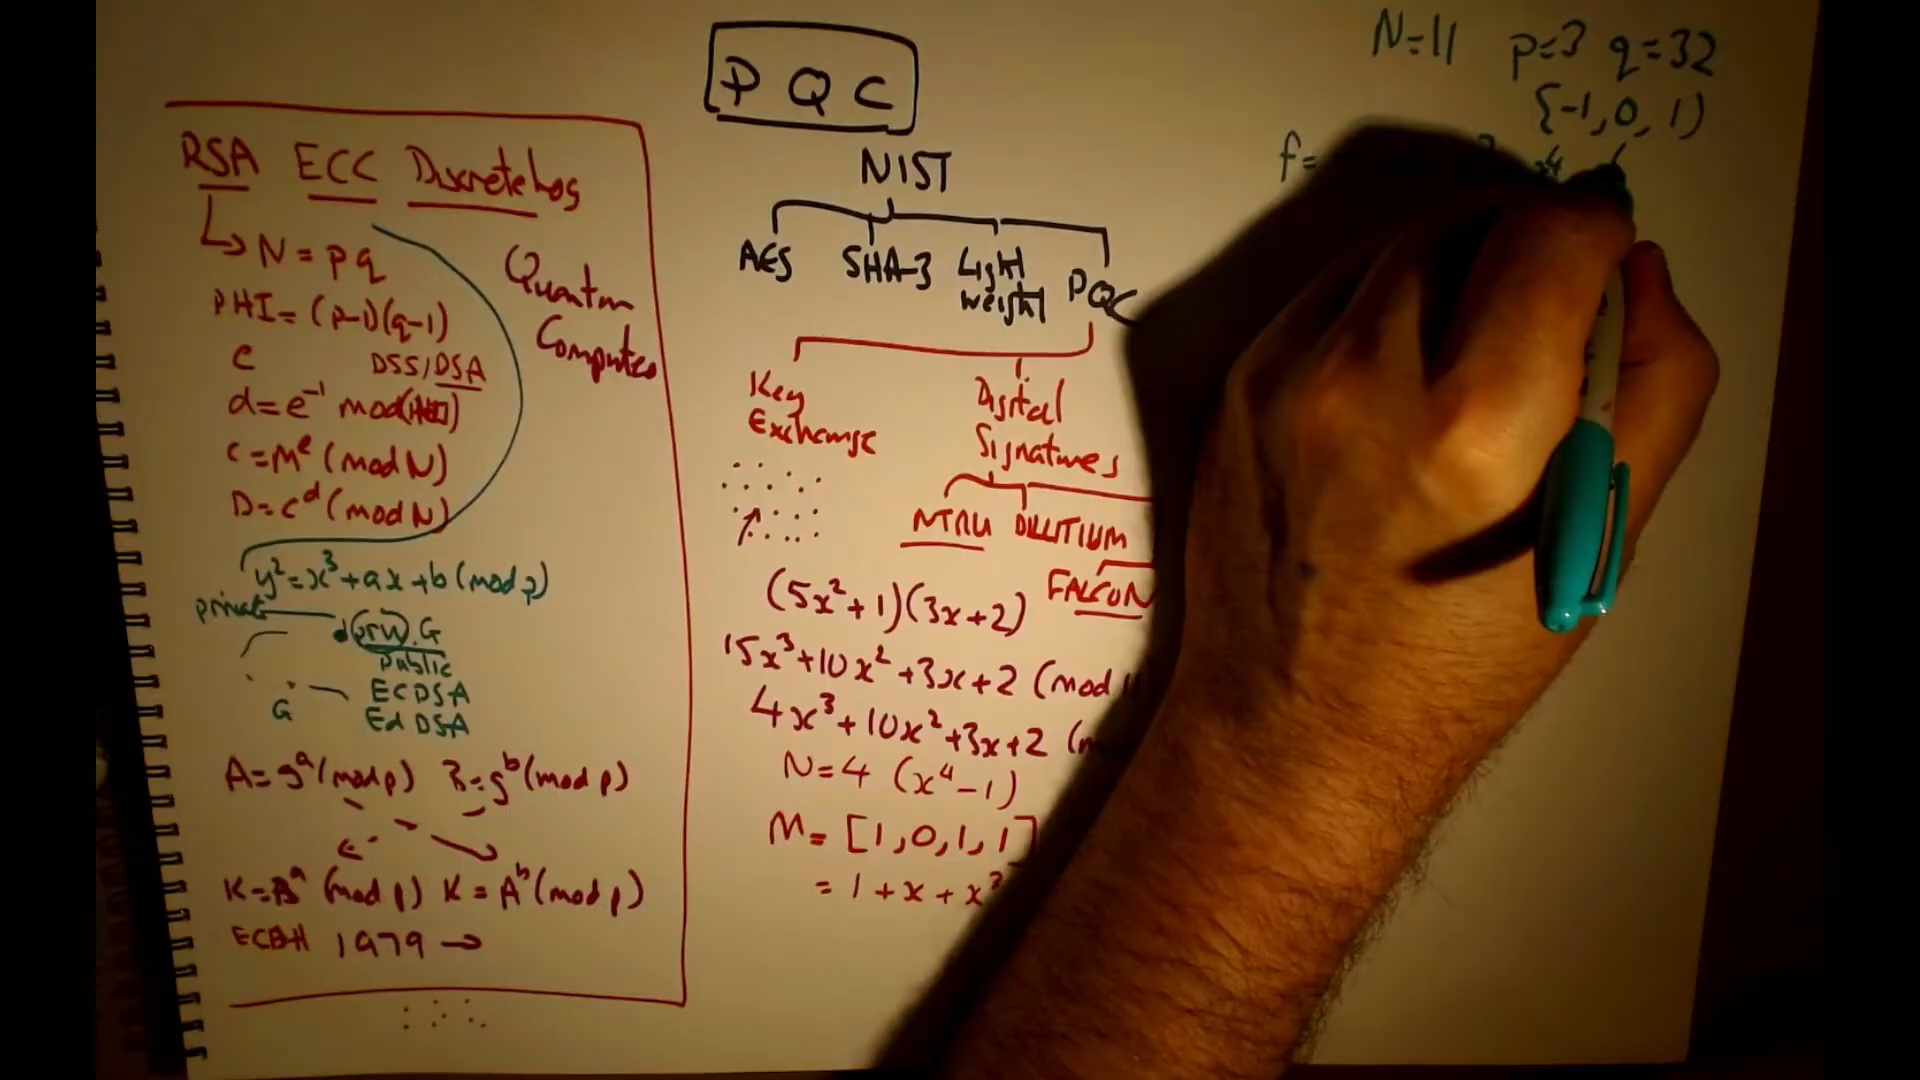 RSA ECC Discrete Logs
N = pq
PHI = (p-1)(q-1)
e
DSS/DSA
d = e⁻¹ mod
c = Mᵉ (mod N)
D = cᵈ (mod N)
Quantum
Computer
y² = x³ + ax + b (mod p)
private
G
Public
ECDSA
EdDSA
G
A = gᵃ (mod p) B = gᵇ (mod p)
K = Bᵃ (mod p) K = Aᵇ (mod p)
1979 →
PQC
NIST
AES SHA-3 Light weight PQC
Key
Exchange
Digital
Signatures
NTRU DILITIUM
FALCON
(5x² + 1)(3x + 2)
15x³ + 10x² + 3x + 2 (mod
4x³ + 10x² + 3x + 2
N = 4 (x⁴ - 1)
M = [1, 0, 1, 1]
= 1 + x + x³
N=11 p=3 q=32
{-1, 0, 1)
f=